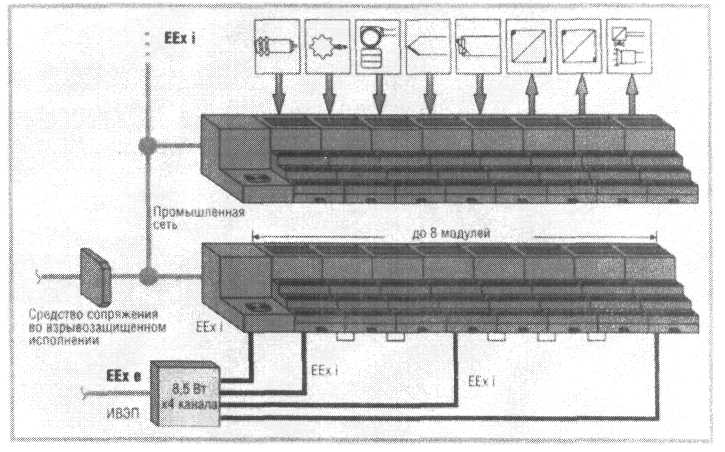 EEx i
Промышленная
сеть
до 8 модулей
Средство сопряжения
во взрывозащищенном
исполнении
EEx i
EEx i
EEx i
EEx e
8,5 Вт
x4 канала
ИВЭП